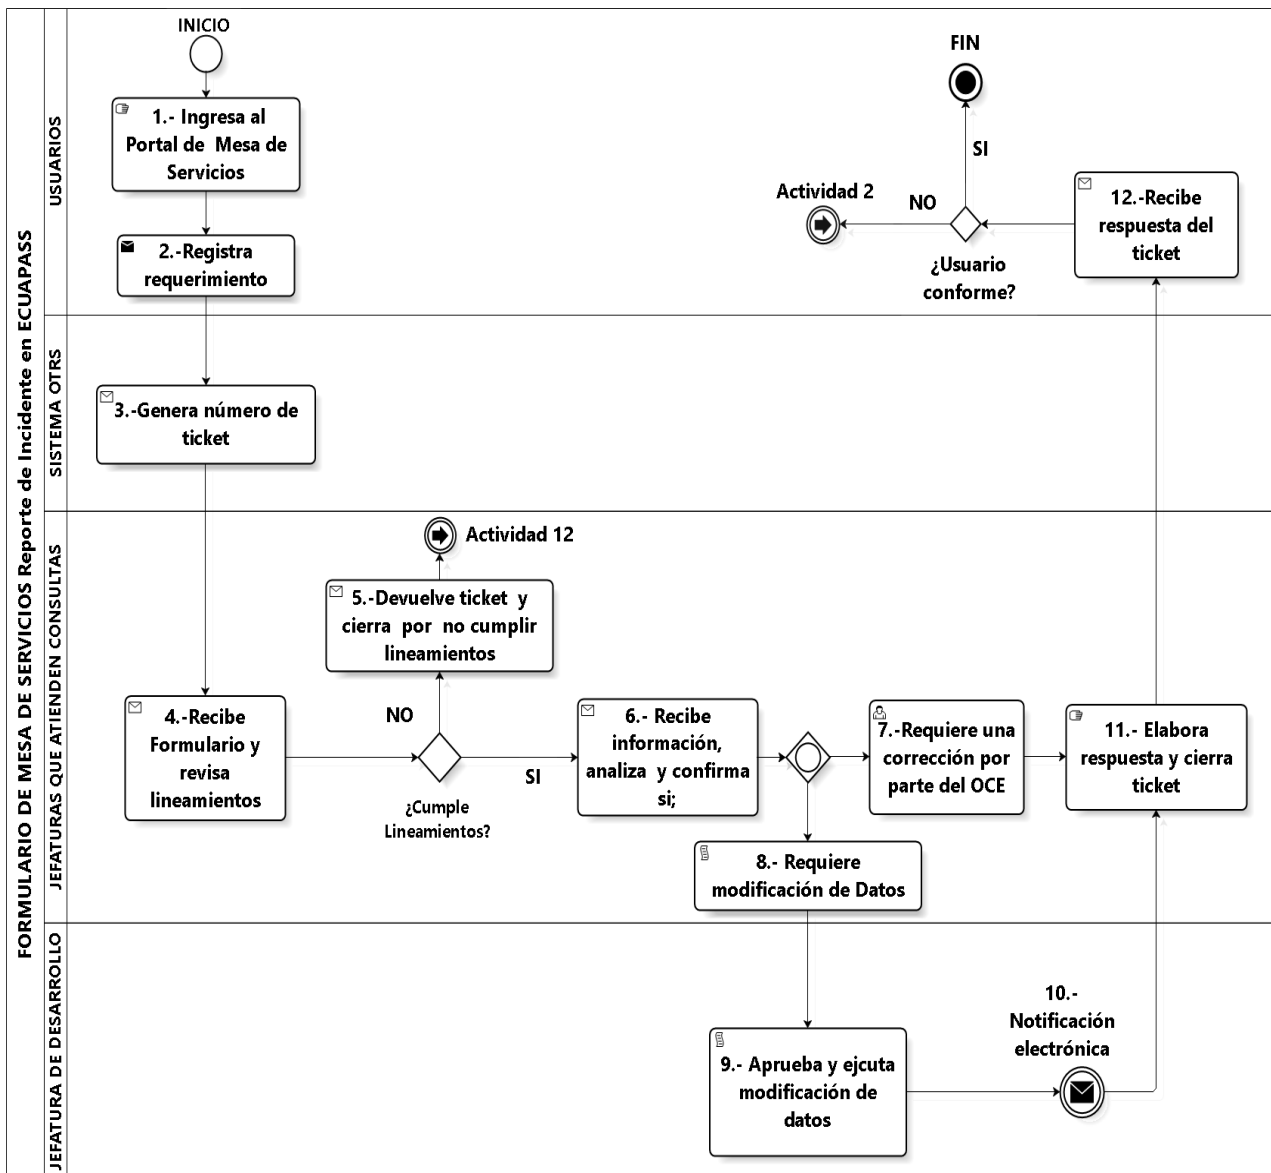 FORMULARIO DE MESA DE SERVICIOS Reporte de Incidente en ECUAPASS
USUARIOS
INICIO
1.- Ingresa al
Portal de Mesa de
Servicios
2.-Registra
requerimiento
FIN
SI
Actividad 2
NO
¿Usuario
conforme?
12.-Recibe
respuesta del
ticket
SISTEMA OTRS
3.-Genera número de
ticket
JEFATURAS QUE ATIENDEN CONSULTAS
Actividad 12
5.-Devuelve ticket y
cierra por no cumplir
lineamientos
4.-Recibe
Formulario y
revisa
lineamientos
NO
SI
¿Cumple
Lineamientos?
6.- Recibe
información,
analiza y confirma
si;
7.-Requiere una
corrección por
parte del OCE
11.- Elabora
respuesta y cierra
ticket
8.- Requiere
modificación de Datos
JEFATURA DE DESARROLLO
9.- Aprueba y ejcuta
modificación de
datos
10.-
Notificación
electrónica